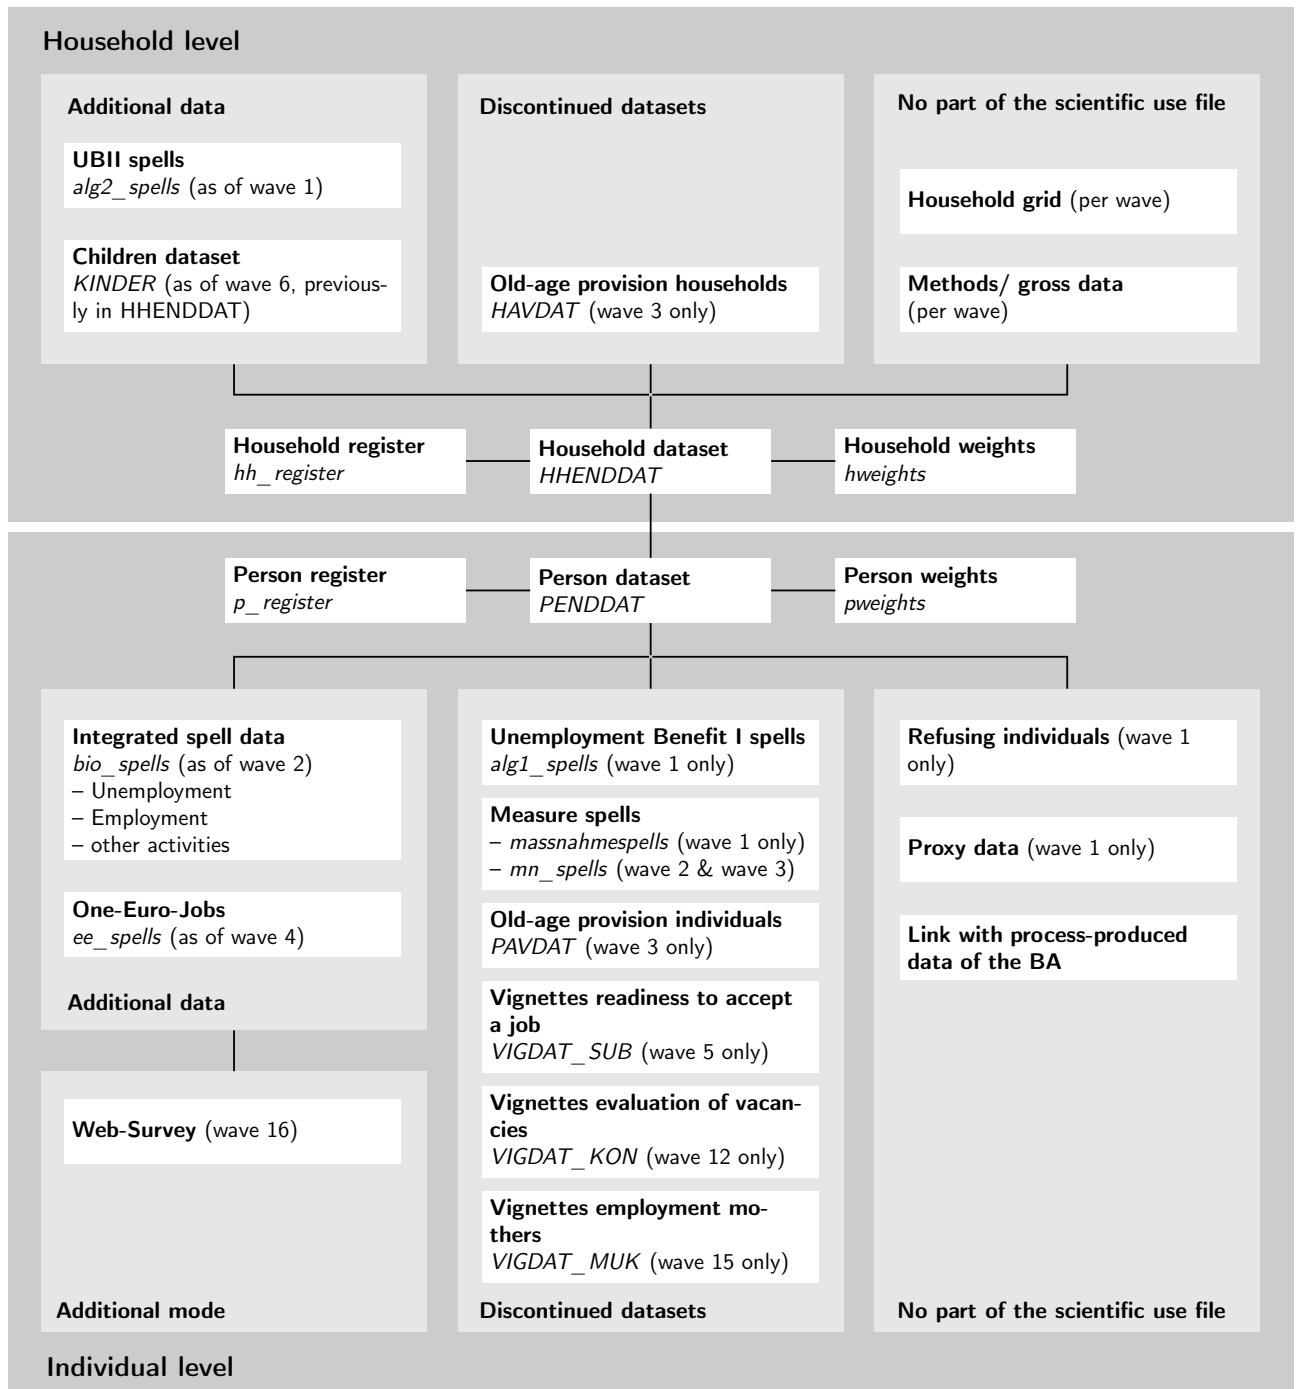 Household level
Additional data
UBII spells
alg2_spells (as of wave 1)
Children dataset
KINDER (as of wave 6, previous-
ly in HHENDDAT)
Discontinued datasets
Old-age provision households
HAVDAT (wave 3 only)
No part of the scientific use file
Household grid (per wave)
Methods/ gross data
(per wave)
Household register
hh_register
Household dataset
HHENDDAT
Household weights
hweights
Person register
p_register
Person dataset
PENDDAT
Person weights
pweights
Integrated spell data
bio_spells (as of wave 2)
– Unemployment
– Employment
– other activities
One-Euro-Jobs
ee_spells (as of wave 4)
Additional data
Web-Survey (wave 16)
Additional mode
Unemployment Benefit I spells
alg1_spells (wave 1 only)
Measure spells
– massnahmespells (wave 1 only)
– mn_spells (wave 2 & wave 3)
Old-age provision individuals
PAVDAT (wave 3 only)
Vignettes readiness to accept
a job
VIGDAT_SUB (wave 5 only)
Vignettes evaluation of vacan-
cies
VIGDAT_KON (wave 12 only)
Vignettes employment mo-
thers
VIGDAT_MUK (wave 15 only)
Discontinued datasets
Refusing individuals (wave 1
only)
Proxy data (wave 1 only)
Link with process-produced
data of the BA
No part of the scientific use file
Individual level